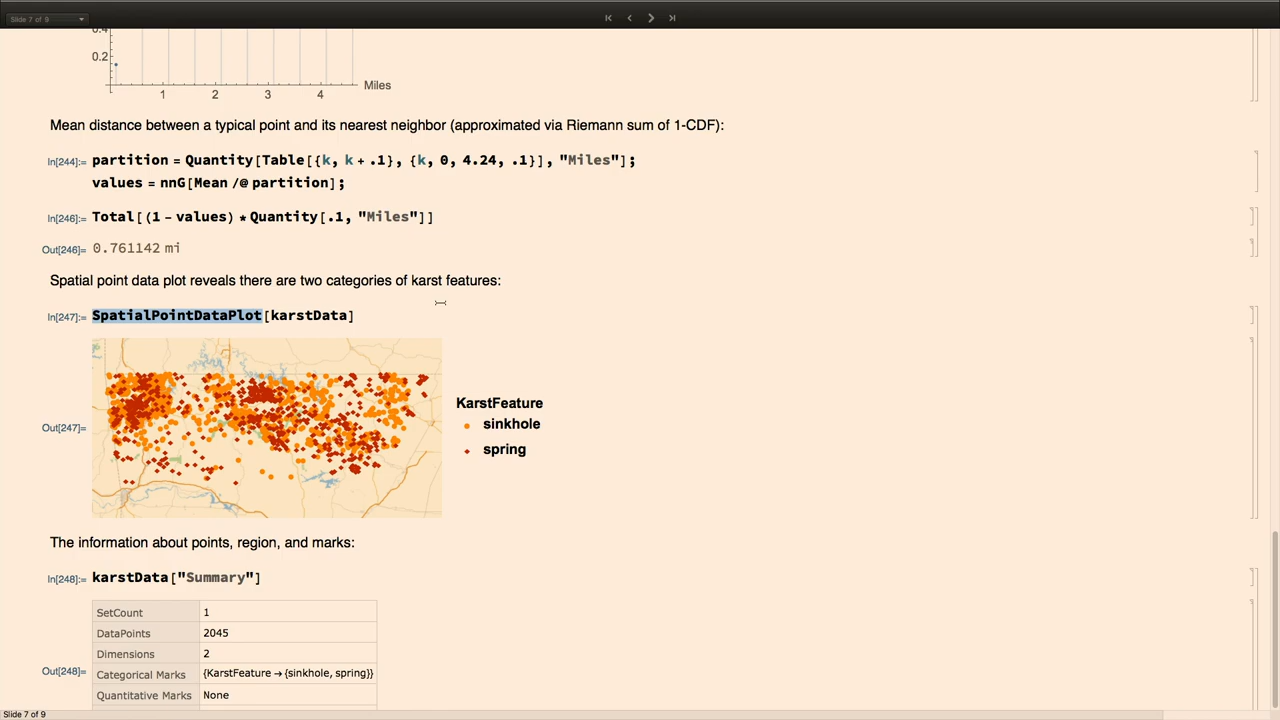 Slide 7 of 9
0.4
0.2
1 2 3 4 Miles
Mean distance between a typical point and its nearest neighbor (approximated via Riemann sum of 1-CDF):
In[244]:= partition = Quantity[Table[{k, k + .1}, {k, 0, 4.24, .1}], "Miles"];
values = nnG[Mean /@ partition];
In[246]:= Total[(1 - values) * Quantity[.1, "Miles"]]
Out[246]= 0.761142 mi
Spatial point data plot reveals there are two categories of karst features:
In[247]:= SpatialPointDataPlot[karstData]
Out[247]=
KarstFeature
sinkhole
spring
The information about points, region, and marks:
In[248]:= karstData["Summary"]
SetCount 1
DataPoints 2045
Dimensions 2
Out[248]= Categorical Marks {KarstFeature → {sinkhole, spring}}
Quantitative Marks None
Slide 7 of 9